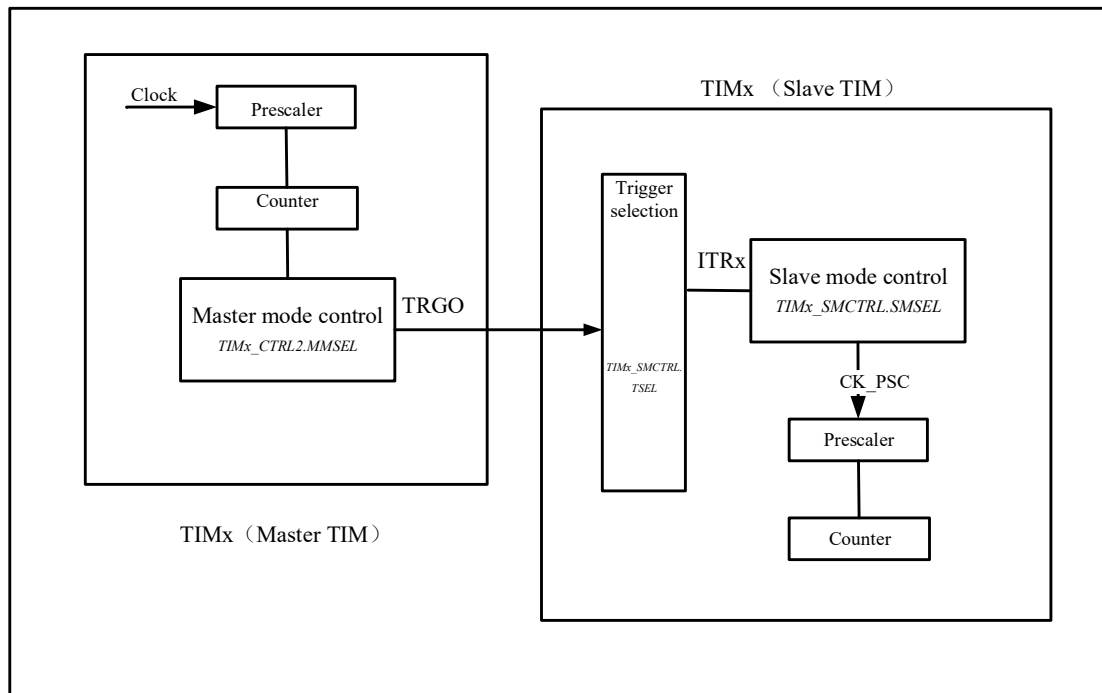 Clock
Prescaler
Counter
Master mode control
TIMx_CTRL2.MMSEL
TRGO
TIMx（Master TIM）
TIMx （Slave TIM）
Trigger
selection
TIMx_SMCTRL.
TSEL
ITRx
Slave mode control
TIMx_SMCTRL.SMSEL
CK_PSC
Prescaler
Counter